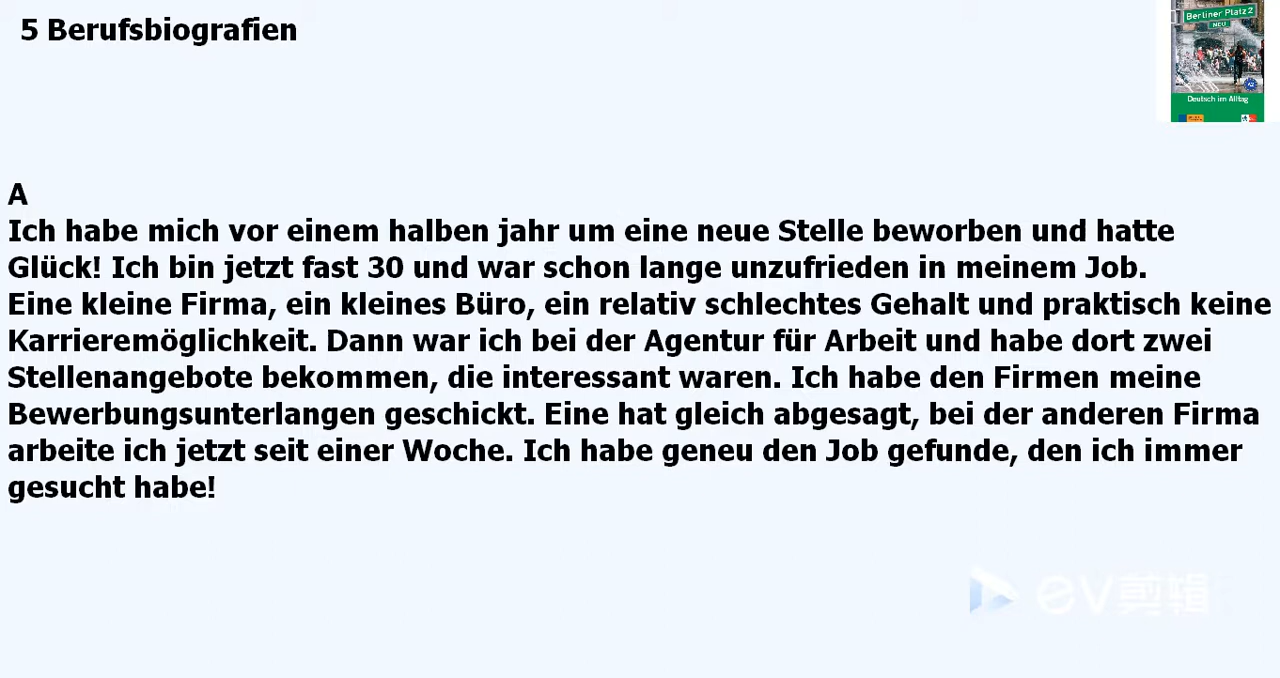 5 Berufsbiografien
Berliner Platz 2
NEU
Deutsch im Alltag
A
Ich habe mich vor einem halben jahr um eine neue Stelle beworben und hatte
Glück! Ich bin jetzt fast 30 und war schon lange unzufrieden in meinem Job.
Eine kleine Firma, ein kleines Büro, ein relativ schlechtes Gehalt und praktisch keine
Karrieremöglichkeit. Dann war ich bei der Agentur für Arbeit und habe dort zwei
Stellenangebote bekommen, die interessant waren. Ich habe den Firmen meine
Bewerbungsunterlangen geschickt. Eine hat gleich abgesagt, bei der anderen Firma
arbeite ich jetzt seit einer Woche. Ich habe geneu den Job gefunde, den ich immer
gesucht habe!
ev剪辑